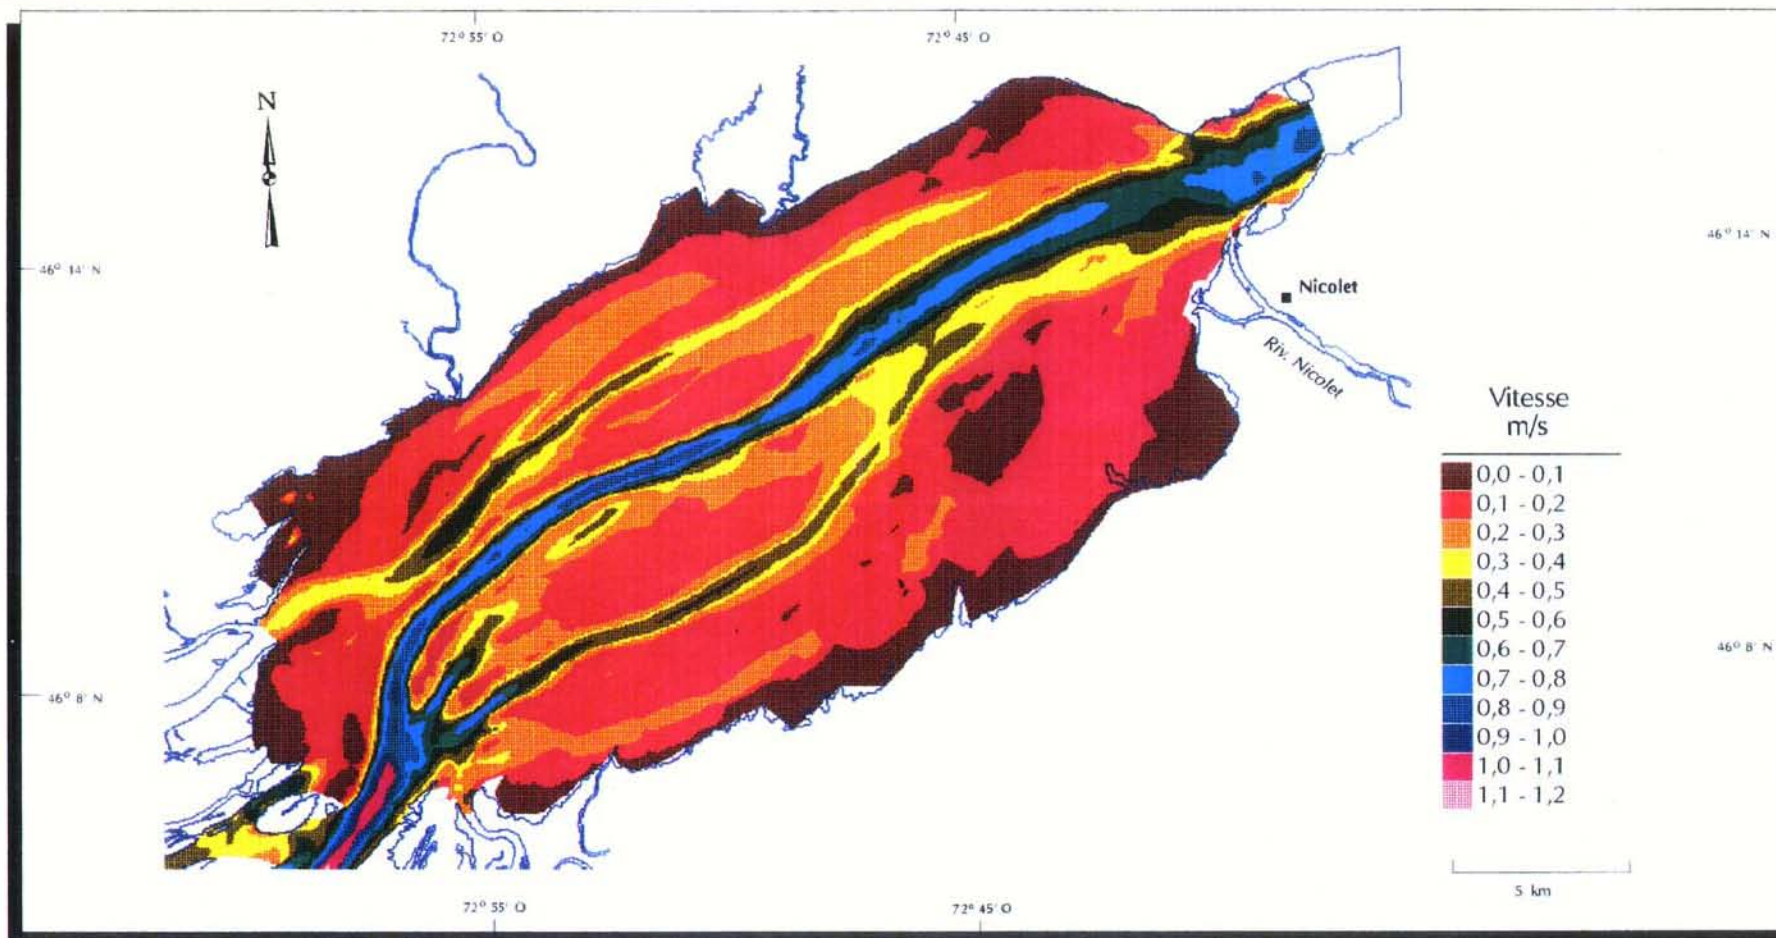 72° 55' O
72° 45' O
N
46° 14' N
46° 14' N
Nicolet
Riv. Nicolet
Vitesse
m/s
0,0 - 0,1
0,1 - 0,2
0,2 - 0,3
0,3 - 0,4
0,4 - 0,5
0,5 - 0,6
0,6 - 0,7
0,7 - 0,8
0,8 - 0,9
0,9 - 1,0
1,0 - 1,1
1,1 - 1,2
46° 8' N
46° 8' N
5 km
72° 55' O
72° 45' O